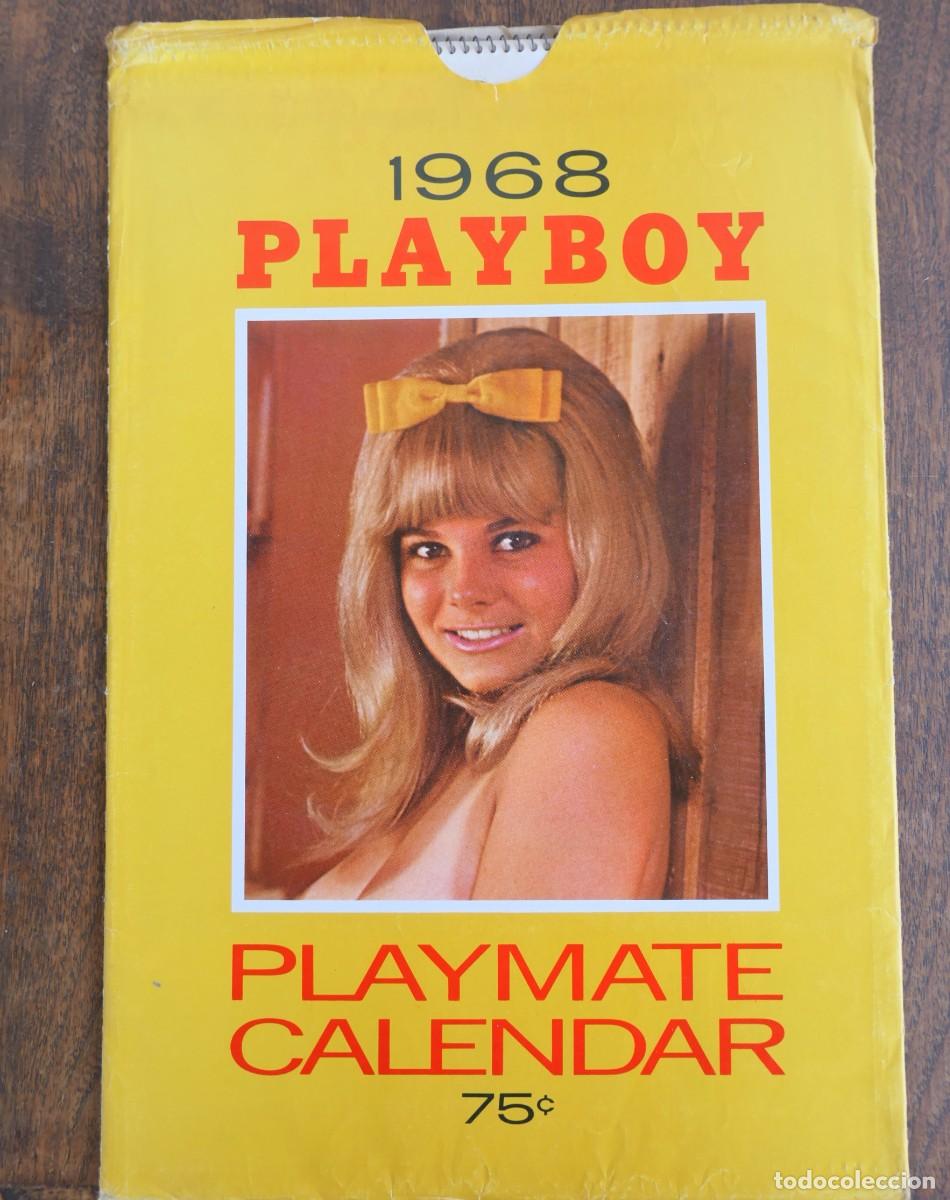 1968
PLAYBOY
PLAYMATE
CALENDAR
75¢
todocoleccion